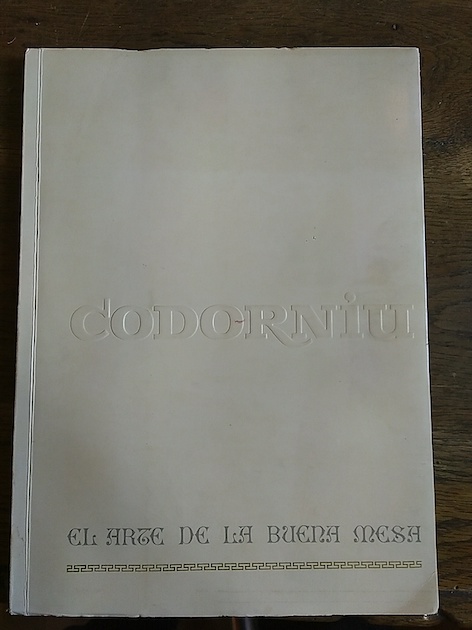 CODORNIU
EL ARTE DE LA BUENA MESA